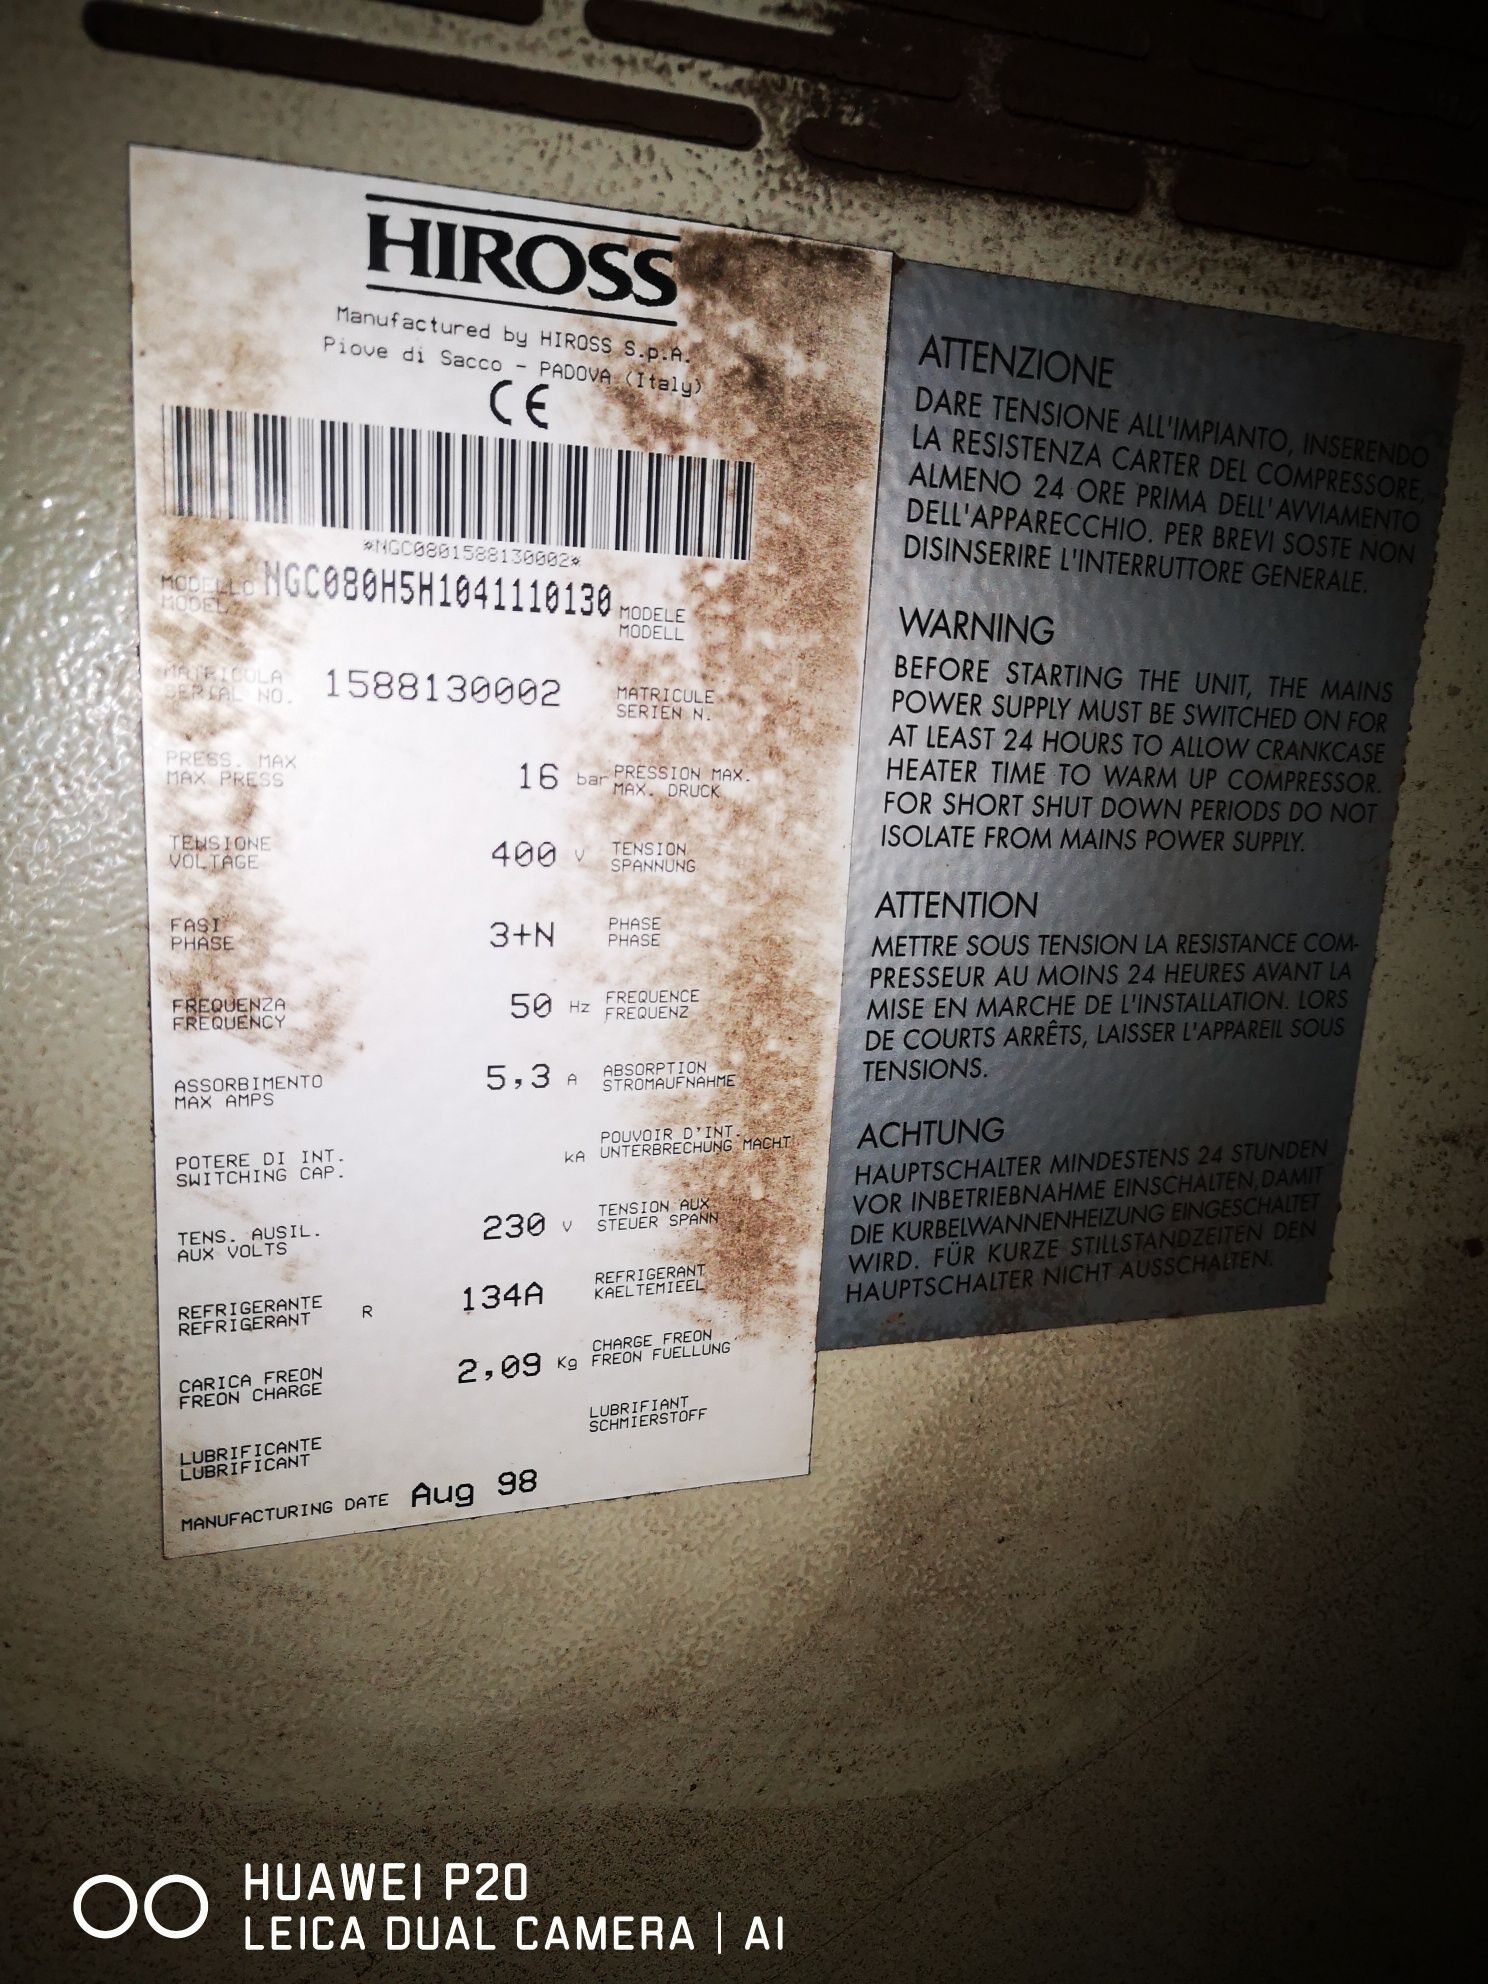 HIROSS
Manufactured by HIROSS S.p.A.
Piove di Sacco - PADOVA (Italy)
CE
*NGC0801588130002*
MODELLO NGC080H5H1041110130 MODELE
MODEL MODELL
MATRICOLA 1588130002 MATRICULE
SERIAL NO. SERIEN N.
PRESS. MAX 16 bar PRESSION MAX.
MAX PRESS MAX. DRUCK
TENSIONE 400 V TENSION
VOLTAGE SPANNUNG
FASI 3+N PHASE
PHASE PHASE
FREQUENZA 50 Hz FREQUENCE
FREQUENCY FREQUENZ
ASSORBIMENTO 5,3 A ABSORPTION
MAX AMPS STROMAUFNAHME
POTERE DI INT. kA POUVOIR D'INT.
SWITCHING CAP. UNTERBRECHUNG MACHT
TENS. AUSIL. 230 V TENSION AUX
AUX VOLTS STEUER SPANN
REFRIGERANTE R 134A REFRIGERANT
REFRIGERANT KAELTEMIEEL
CARICA FREON 2,09 Kg CHARGE FREON
FREON CHARGE FREON FUELLUNG
LUBRIFICANTE LUBRIFIANT
LUBRIFICANT SCHMIERSTOFF
MANUFACTURING DATE Aug 98
ATTENZIONE
DARE TENSIONE ALL'IMPIANTO, INSERENDO
LA RESISTENZA CARTER DEL COMPRESSORE,
ALMENO 24 ORE PRIMA DELL'AVVIAMENTO
DELL'APPARECCHIO. PER BREVI SOSTE NON
DISINSERIRE L'INTERRUTTORE GENERALE.
WARNING
BEFORE STARTING THE UNIT, THE MAINS
POWER SUPPLY MUST BE SWITCHED ON FOR
AT LEAST 24 HOURS TO ALLOW CRANKCASE
HEATER TIME TO WARM UP COMPRESSOR.
FOR SHORT SHUT DOWN PERIODS DO NOT
ISOLATE FROM MAINS POWER SUPPLY.
ATTENTION
METTRE SOUS TENSION LA RESISTANCE COM-
PRESSEUR AU MOINS 24 HEURES AVANT LA
MISE EN MARCHE DE L'INSTALLATION. LORS
DE COURTS ARRÊTS, LAISSER L'APPAREIL SOUS
TENSIONS.
ACHTUNG
HAUPTSCHALTER MINDESTENS 24 STUNDEN
VOR INBETRIEBNAHME EINSCHALTEN, DAMIT
DIE KURBELWANNENHEIZUNG EINGESCHALTET
WIRD. FÜR KURZE STILLSTANDZEITEN DEN
HAUPTSCHALTER NICHT AUSSCHALTEN.
HUAWEI P20
LEICA DUAL CAMERA | AI